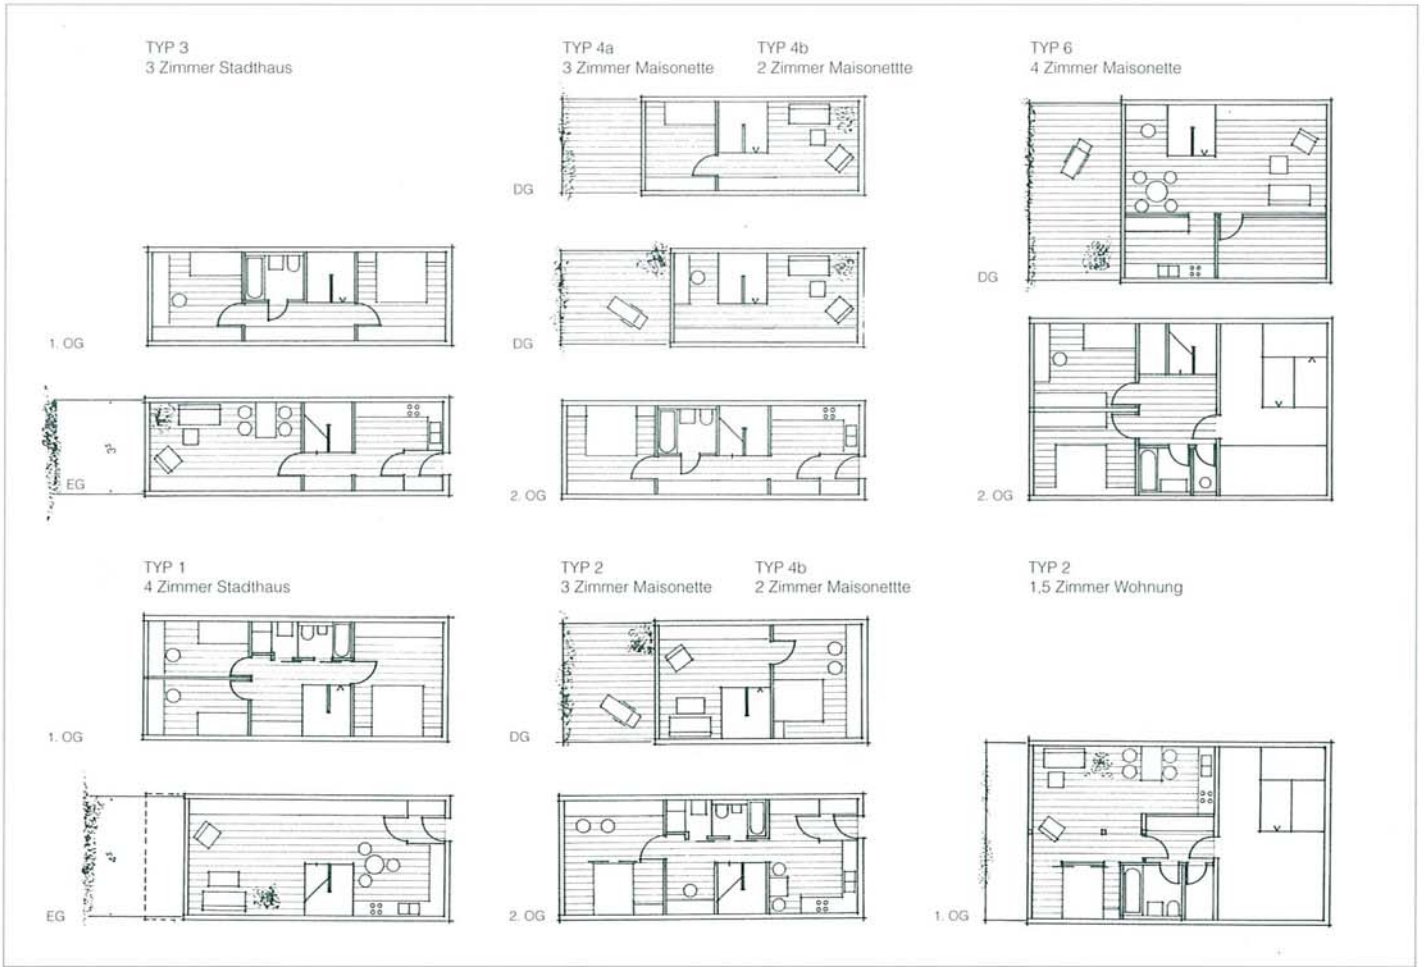 TYP 3
3 Zimmer Stadthaus
TYP 4a
3 Zimmer Maisonette
TYP 4b
2 Zimmer Maisonettte
TYP 6
4 Zimmer Maisonette
DG
DG
1. OG
DG
EG
3⁵
2. OG
2. OG
TYP 1
4 Zimmer Stadthaus
TYP 2
3 Zimmer Maisonette
TYP 4b
2 Zimmer Maisonettte
TYP 2
1,5 Zimmer Wohnung
1. OG
DG
EG
4⁵
2. OG
1. OG